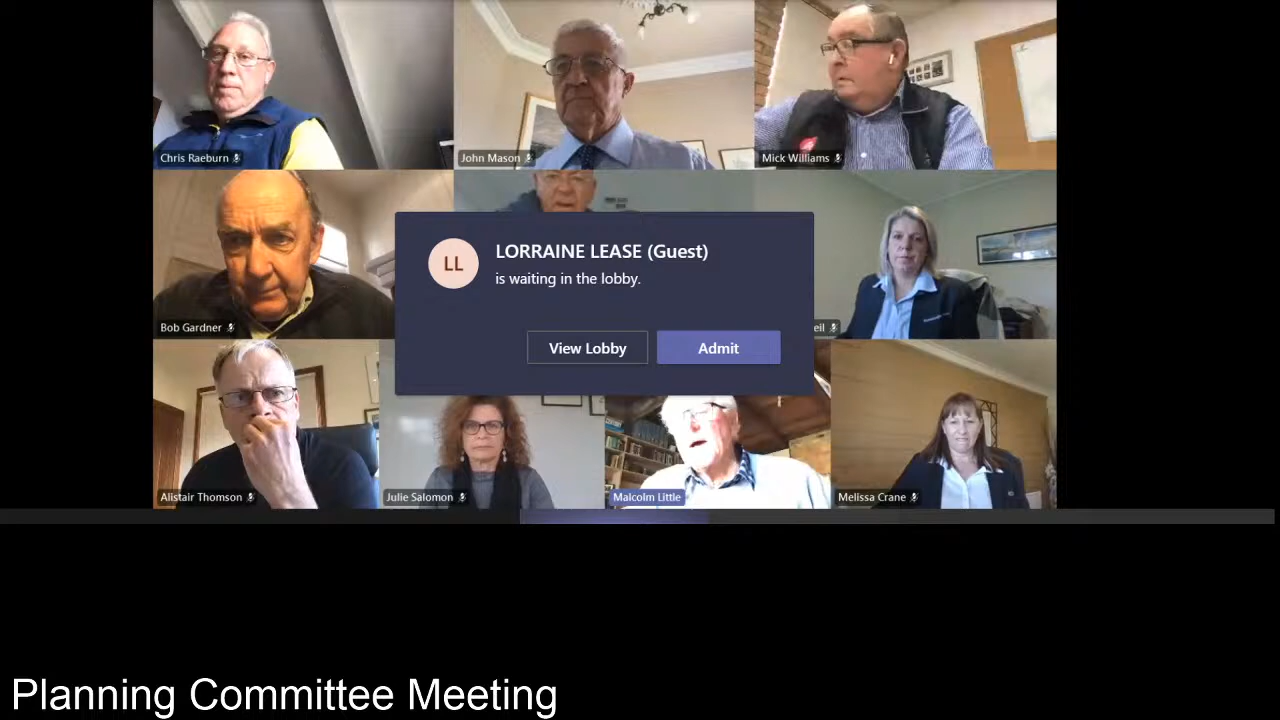 Chris Raeburn
John Mason
Mick Williams
LL
LORRAINE LEASE (Guest)
is waiting in the lobby.
View Lobby
Admit
Bob Gardner
eil
Alistair Thomson
Julie Salomon
Malcolm Little
Melissa Crane
Planning Committee Meeting